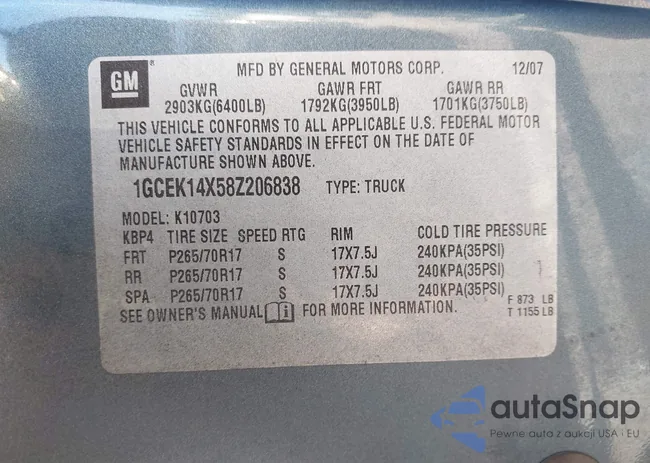 GM
MFD BY GENERAL MOTORS CORP. 12/07
GVWR GAWR FRT GAWR RR
2903KG(6400LB) 1792KG(3950LB) 1701KG(3750LB)
THIS VEHICLE CONFORMS TO ALL APPLICABLE U.S. FEDERAL MOTOR
VEHICLE SAFETY STANDARDS IN EFFECT ON THE DATE OF
MANUFACTURE SHOWN ABOVE.
1GCEK14X58Z206838 TYPE: TRUCK
MODEL: K10703
KBP4 TIRE SIZE SPEED RTG RIM COLD TIRE PRESSURE
FRT P265/70R17 S 17X7.5J 240KPA(35PSI)
RR P265/70R17 S 17X7.5J 240KPA(35PSI)
SPA P265/70R17 S 17X7.5J 240KPA(35PSI)
SEE OWNER'S MANUAL i FOR MORE INFORMATION.
F 873 LB
T 1155 LB
autaSnap
Pewne auta z aukcji USA · EU